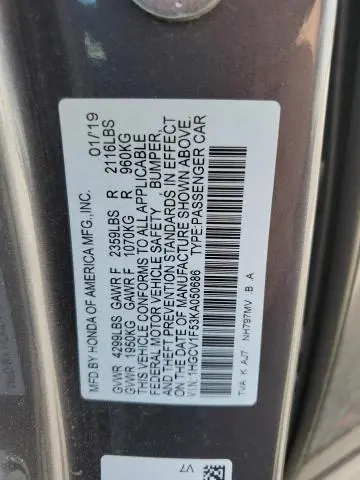 MFD. BY HONDA OF AMERICA MFG., INC. 01/19
GVWR 4299LBS GAWR F 2359LBS R 2116LBS
GVWR 1950KG GAWR F 1070KG R 960KG
THIS VEHICLE CONFORMS TO ALL APPLICABLE
FEDERAL MOTOR VEHICLE SAFETY, BUMPER,
AND THEFT PREVENTION STANDARDS IN EFFECT
ON THE DATE OF MANUFACTURE SHOWN ABOVE.
V.I.N.:1HGCV1F53KA050686 TYPE:PASSENGER CAR
TVA K AJ7 NH797MV B A
V7